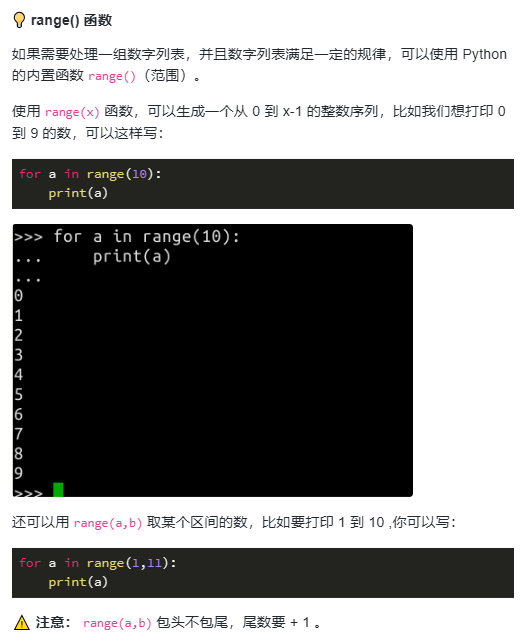 range() 函数
如果需要处理一组数字列表，并且数字列表满足一定的规律，可以使用 Python
的内置函数 range()（范围）。
使用 range(x) 函数，可以生成一个从 0 到 x-1 的整数序列，比如我们想打印 0
到 9 的数，可以这样写：
for a in range(10):
    print(a)
>>> for a in range(10):
...     print(a)
...
0
1
2
3
4
5
6
7
8
9
>>>
还可以用 range(a,b) 取某个区间的数，比如要打印 1 到 10 ,你可以写：
for a in range(1,11):
    print(a)
注意： range(a,b) 包头不包尾，尾数要 + 1 。